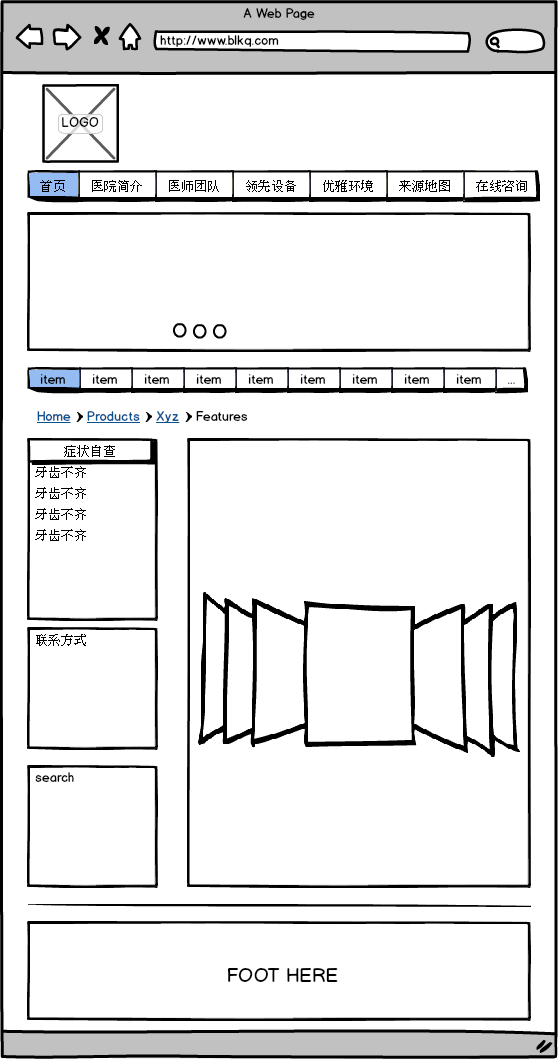 A Web Page
http://www.blkq.com
LOGO
首页 医院简介 医师团队 领先设备 优雅环境 来源地图 在线咨询
item item item item item item item item item ...
Home Products Xyz Features
症状自查
牙齿不齐
牙齿不齐
牙齿不齐
牙齿不齐
联系方式
search
FOOT HERE